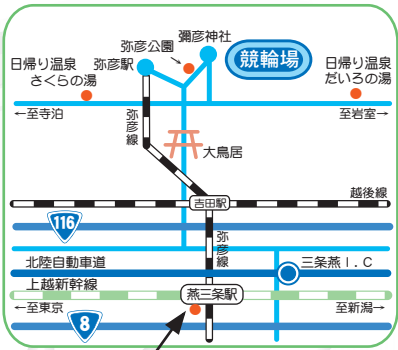 彌彦神社
弥彦公園
競輪場
日帰り温泉
さくらの湯
弥彦駅
日帰り温泉
だいろの湯
←至寺泊
至岩室→
弥彦線
大鳥居
越後線
吉田駅
116
弥彦線
北陸自動車道
三条燕I.C
上越新幹線
燕三条駅
←至東京
至新潟→
8